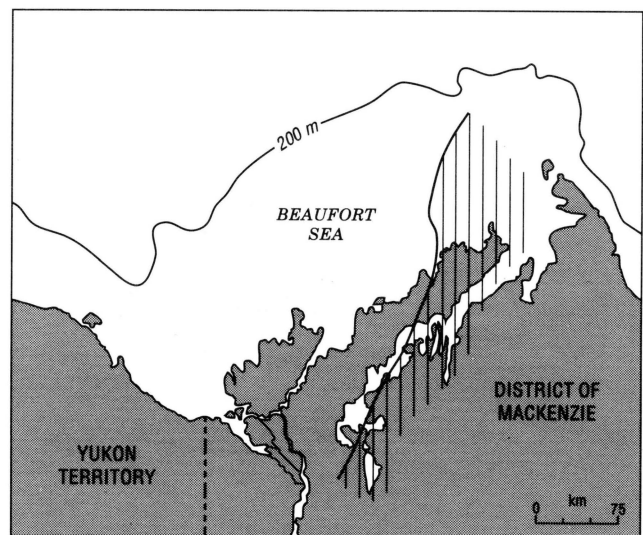 200 m
BEAUFORT
SEA
DISTRICT OF
MACKENZIE
YUKON
TERRITORY
km
0 75